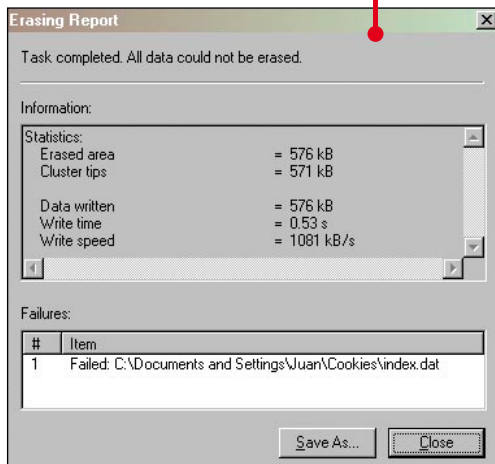 Erasing Report
Task completed. All data could not be erased.
Information:
Statistics:
Erased area = 576 kB
Cluster tips = 571 kB
Data written = 576 kB
Write time = 0.53 s
Write speed = 1081 kB/s
Failures:
# Item
1 Failed: C:\Documents and Settings\Juan\Cookies\index.dat
Save As... Close